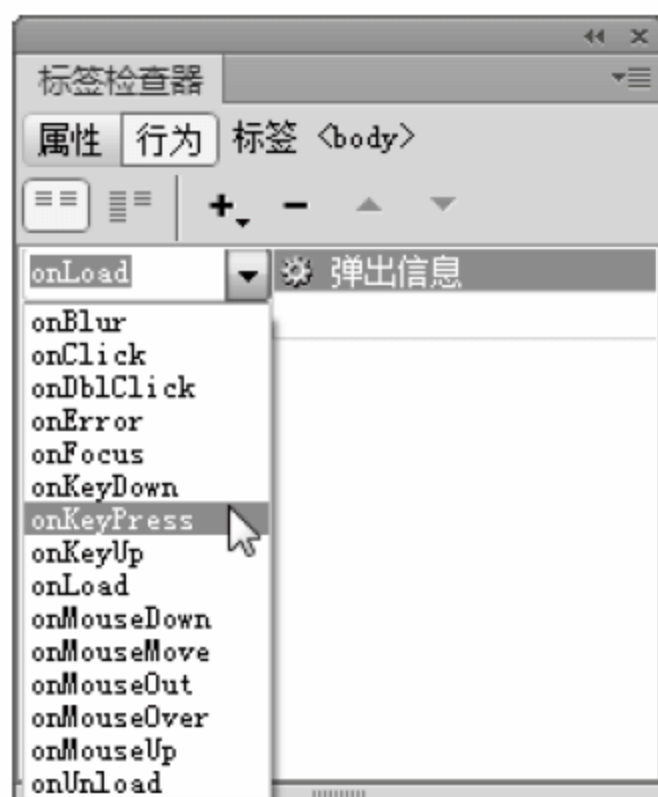 标签检查器
属性 行为 标签 <body>
onLoad 弹出信息
onBlur
onClick
onDblClick
onError
onFocus
onKeyDown
onKeyPress
onKeyUp
onLoad
onMouseDown
onMouseMove
onMouseOut
onMouseOver
onMouseUp
onUnload